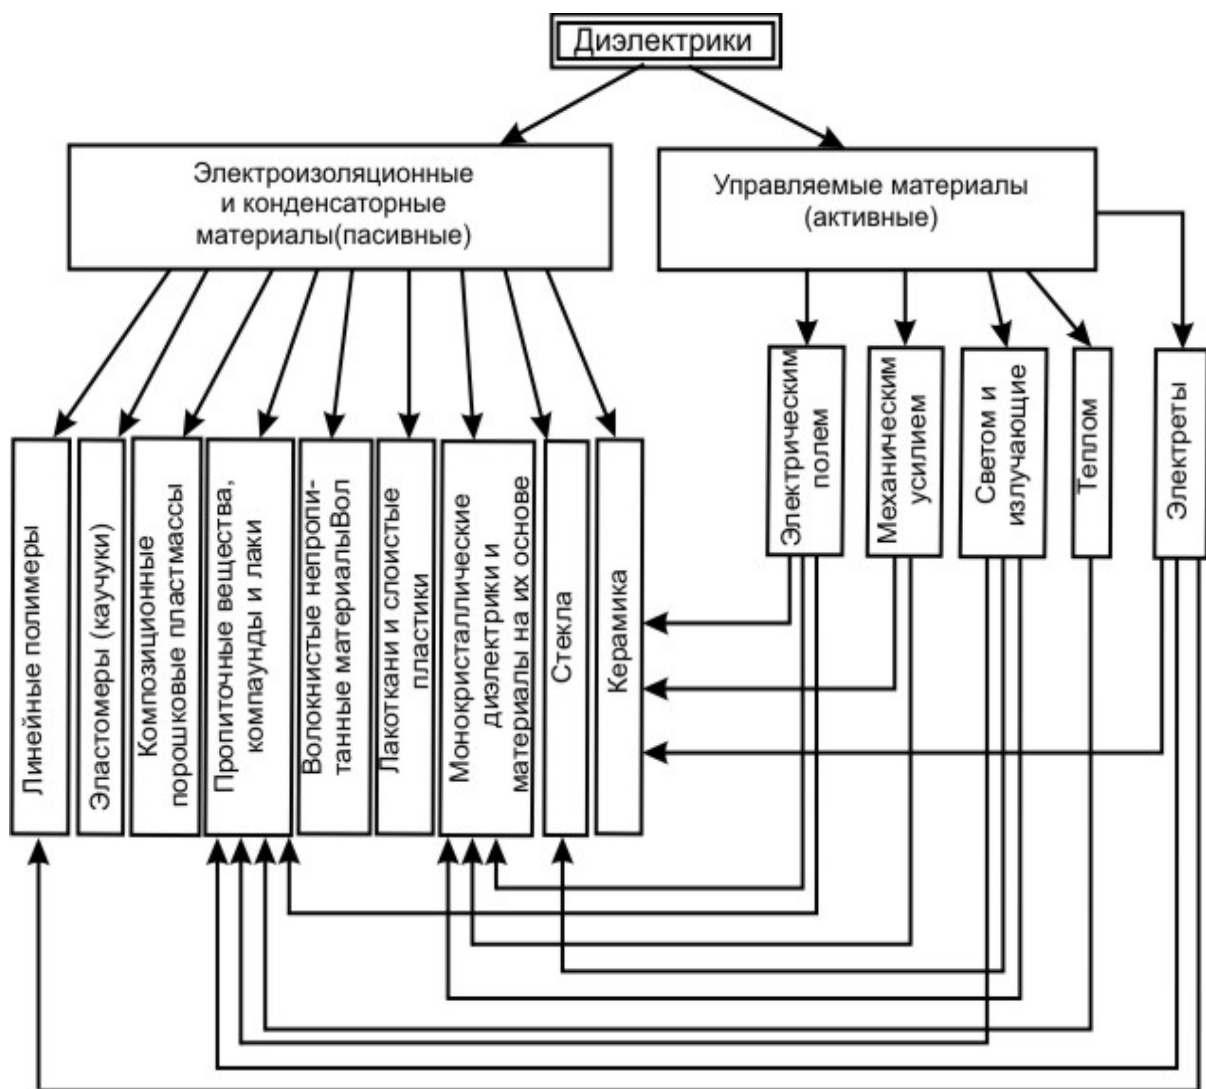 Диэлектрики
Электроизоляционные
и конденсаторные
материалы(пасивные)
Управляемые материалы
(активные)
Линейные полимеры
Эластомеры (каучуки)
Композиционные
порошковые пластмассы
Пропиточные вещества,
компаунды и лаки
Волокнистые непропи-
танные материалыВол
Лакоткани и слоистые
пластики
Монокристаллические
диэлектрики и
материалы на их основе
Стекла
Керамика
Электрическим
полем
Механическим
усилием
Светом и
излучающие
Теплом
Электреты